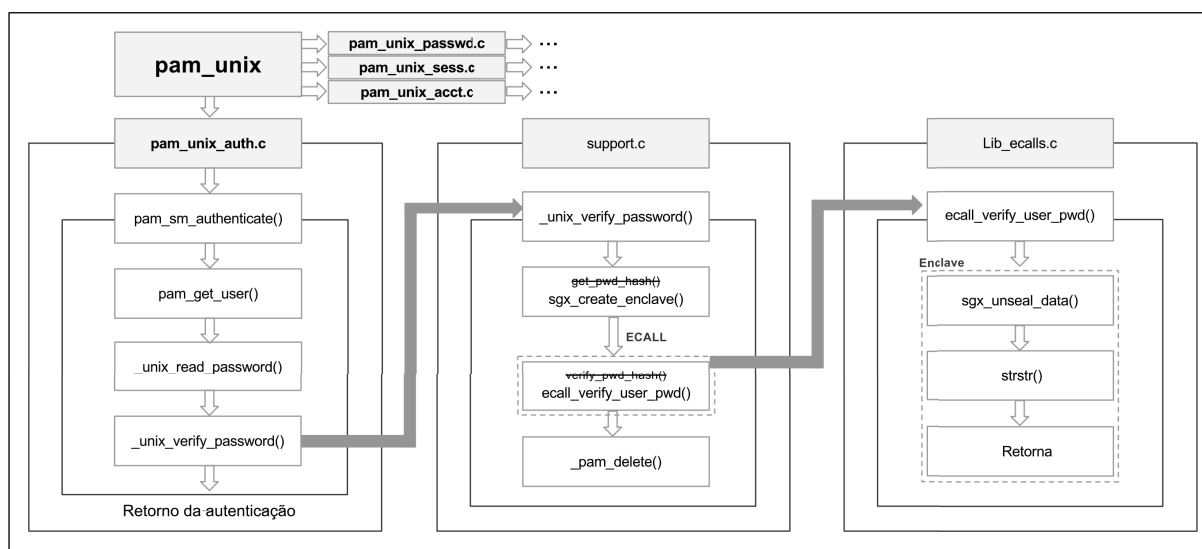 pam_unix
pam_unix_passwd.c ...
pam_unix_sess.c ...
pam_unix_acct.c ...
pam_unix_auth.c
pam_sm_authenticate()
pam_get_user()
_unix_read_password()
_unix_verify_password()
Retorno da autenticação
support.c
_unix_verify_password()
get_pwd_hash()
sgx_create_enclave()
ECALL
verify_pwd_hash()
ecall_verify_user_pwd()
_pam_delete()
Lib_ecalls.c
ecall_verify_user_pwd()
Enclave
sgx_unseal_data()
strstr()
Retorna